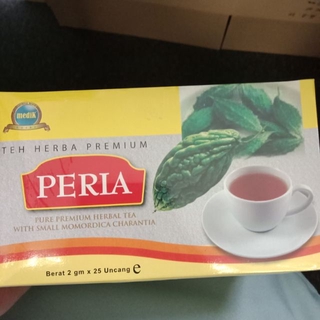 medik
TEH HERBA PREMIUM
PERIA
PURE PREMIUM HERBAL TEA
WITH SMALL MOMORDICA CHARANTIA
Berat 2 gm x 25 Uncang e